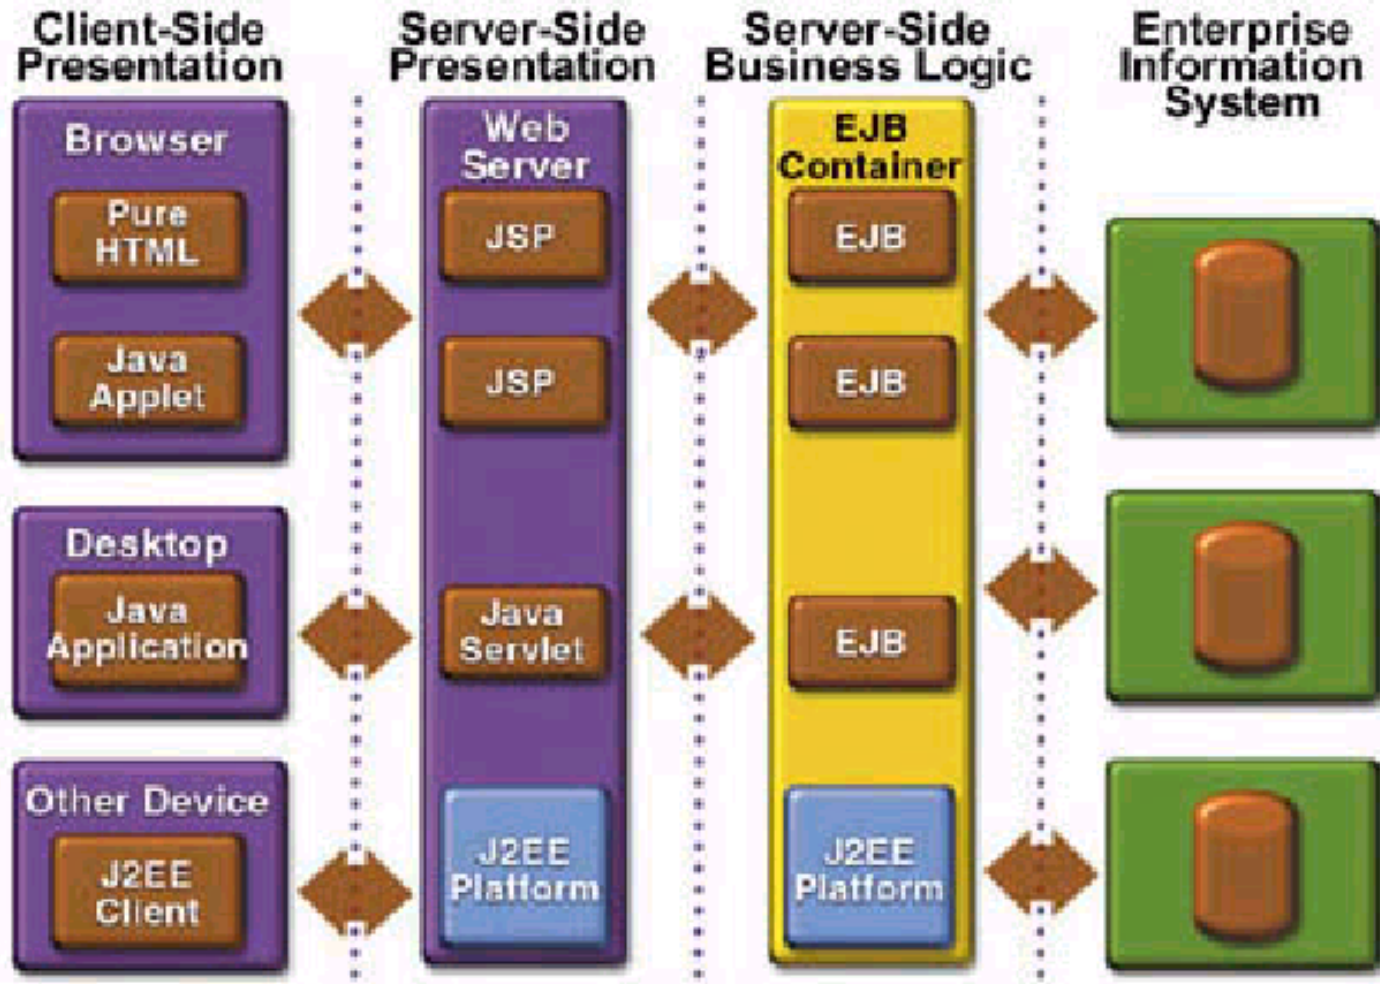 Client-Side
Presentation
Server-Side
Presentation
Server-Side
Business Logic
Enterprise
Information
System
Browser
Pure
HTML
Java
Applet
Desktop
Java
Application
Other Device
J2EE
Client
Web
Server
JSP
JSP
Java
Servlet
J2EE
Platform
EJB
Container
EJB
EJB
EJB
J2EE
Platform